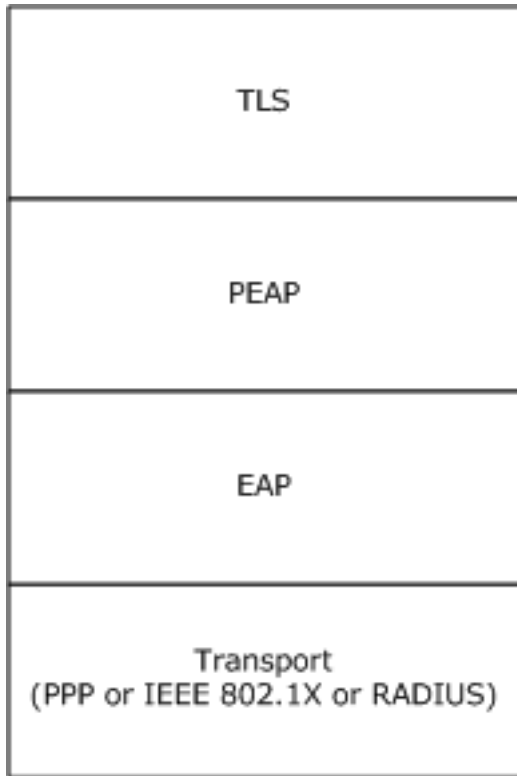 TLS
PEAP
EAP
Transport
(PPP or IEEE 802.1X or RADIUS)